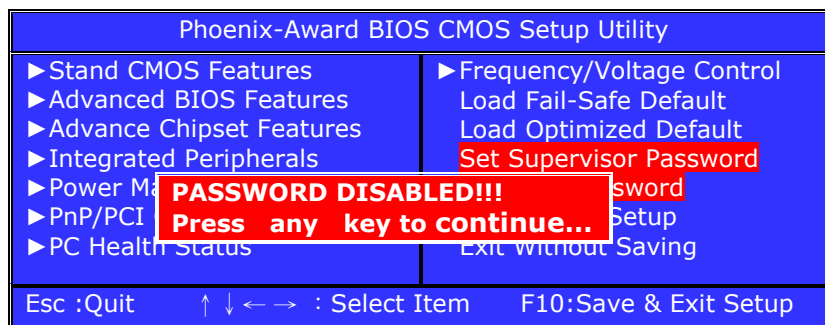 Phoenix-Award BIOS CMOS Setup Utility
►Stand CMOS Features
►Advanced BIOS Features
►Advance Chipset Features
►Integrated Peripherals
►Power Ma
►PnP/PCI
►PC Health Status
►Frequency/Voltage Control
Load Fail-Safe Default
Load Optimized Default
Set Supervisor Password
sword
Setup
Exit Without Saving
PASSWORD DISABLED!!!
Press any key to continue...
Esc :Quit ↑↓←→ :Select Item F10:Save & Exit Setup